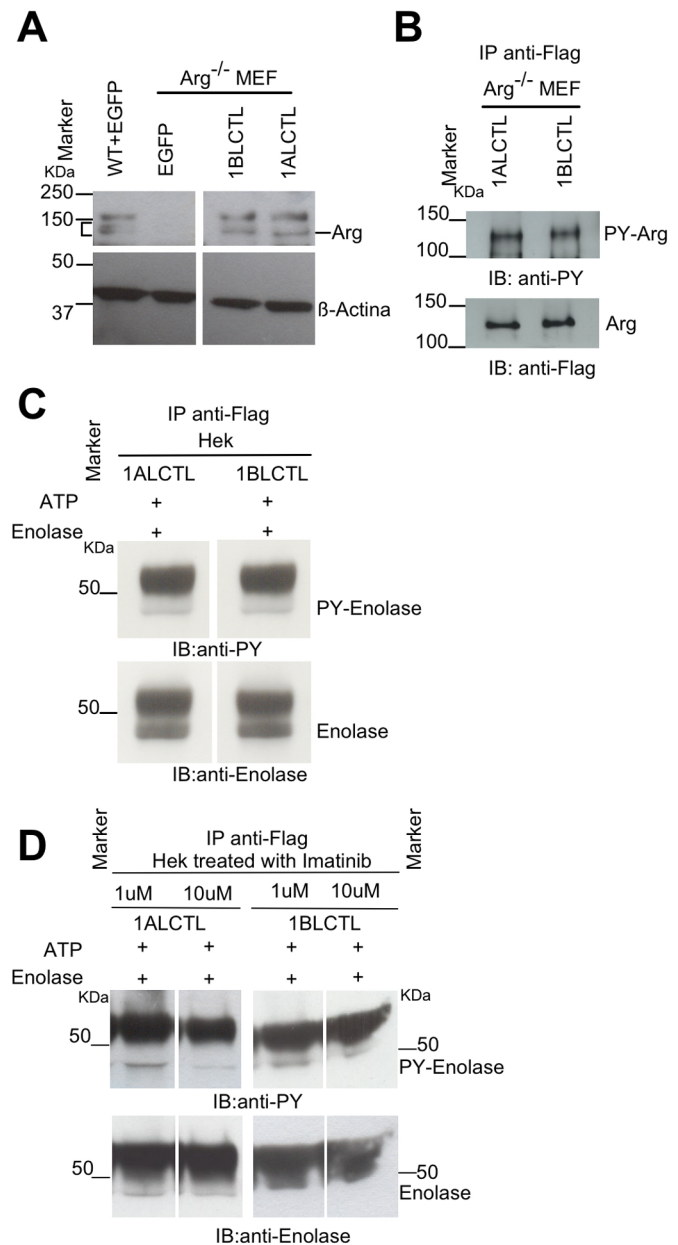 A
Arg-/- MEF
Marker
WT+EGFP
EGFP
1BLCTL
1ALCTL
KDa
250
150
Arg
50
37
ß-Actina
B
IP anti-Flag
Arg-/- MEF
Marker
1ALCTL
1BLCTL
KDa
150
PY-Arg
100
IB: anti-PY
150
Arg
100
IB: anti-Flag
C
IP anti-Flag
Hek
Marker
1ALCTL 1BLCTL
ATP + +
Enolase + +
KDa
50
PY-Enolase
IB:anti-PY
50
Enolase
IB:anti-Enolase
D
Marker
IP anti-Flag
Hek treated with Imatinib
Marker
1uM 10uM 1uM 10uM
1ALCTL 1BLCTL
ATP + + + +
Enolase + + + +
KDa KDa
50 50
PY-Enolase
IB:anti-PY
50 50
Enolase
IB:anti-Enolase